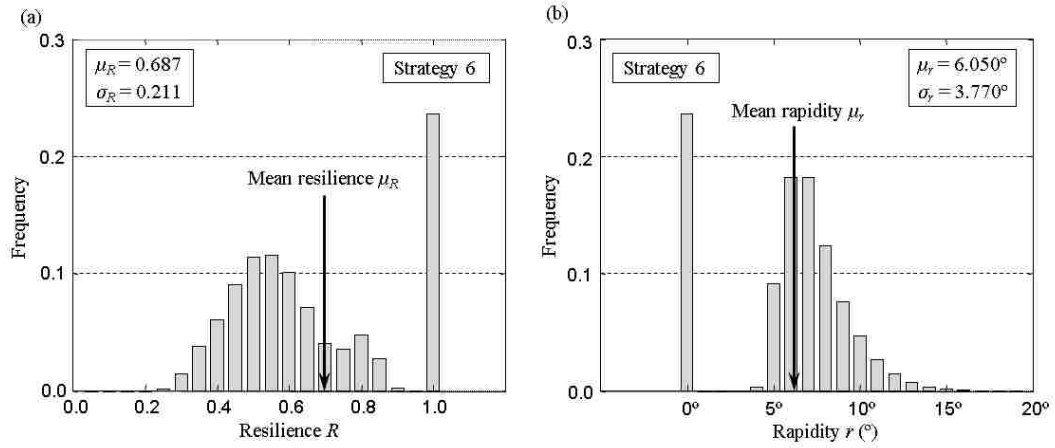 (a)
0.3
μR = 0.687
σR = 0.211
Strategy 6
0.2
Mean resilience μR
Frequency
0.1
0.0
0.0 0.2 0.4 0.6 0.8 1.0
Resilience R
(b)
0.3
Strategy 6
μr = 6.050°
σr = 3.770°
Mean rapidity μr
0.2
Frequency
0.1
0.0
0° 5° 10° 15° 20°
Rapidity r (°)